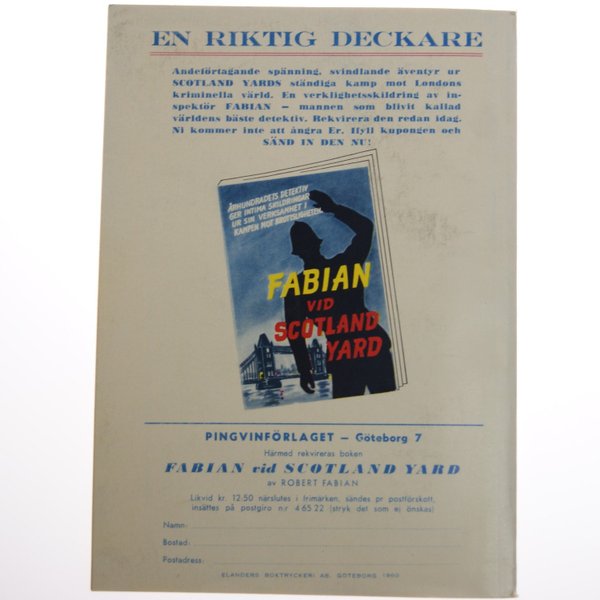 EN RIKTIG DECKARE
Andeförtagande spänning, svindlande äventyr ur
SCOTLAND YARDS ständiga kamp mot Londons
kriminella värld. En verklighetsskildring av in-
spektör FABIAN — mannen som blivit kallad
världens bäste detektiv. Rekvirera den redan idag.
Ni kommer inte att ångra Er. Ifyll kupongen och
SÄND IN DEN NU!
ÅRHUNDRADETS DETEKTIV
GER INTIMA SKILDRINGAR
UR SIN VERKSAMHET I
KAMPEN MOT BROTTSLIGHETEN.
FABIAN
VID
SCOTLAND
YARD
PINGVINFÖRLAGET — Göteborg 7
Härmed rekvireras boken
FABIAN vid SCOTLAND YARD
av ROBERT FABIAN
Likvid kr. 12:50 närslutes i frimärken, sändes pr postförskott,
insättes på postgiro n:r 4 65 22 (stryk det som ej önskas)
Namn:
Bostad:
Postadress:
ELANDERS BOKTRYCKERI AB, GÖTEBORG 1950